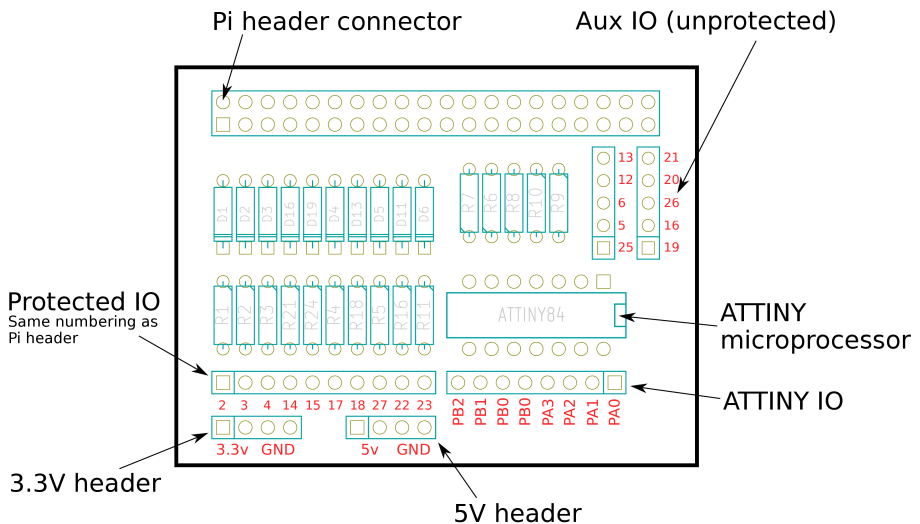 Pi header connector
Aux IO (unprotected)
13 21
12 20
6 26
5 16
25 19
D1 D2 D3 D16 D19 D4 D13 D5 D11 D6
R7 R6 R8 R10 R9
R1 R2 R3 R21 R24 R4 R18 R5 R16 R11
ATTINY84
Protected IO
Same numbering as
Pi header
ATTINY
microprocessor
2 3 4 14 15 17 18 27 22 23
PB2 PB1 PB0 PB0 PA3 PA2 PA1 PA0
ATTINY IO
3.3v GND 5v GND
3.3V header
5V header